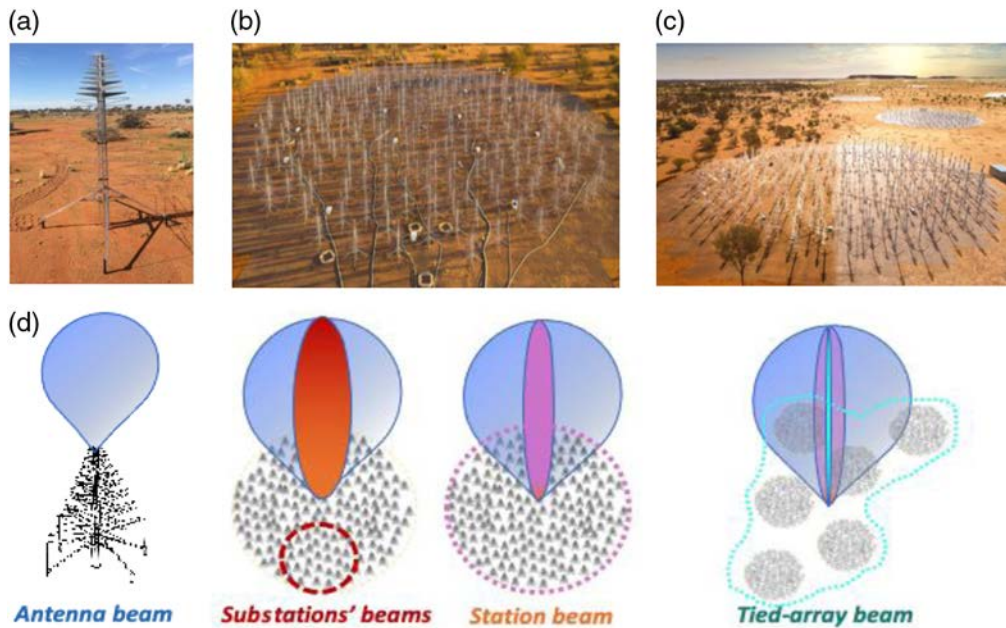 (a)
(b)
(c)
(d)
Antenna beam
Substations' beams
Station beam
Tied-array beam